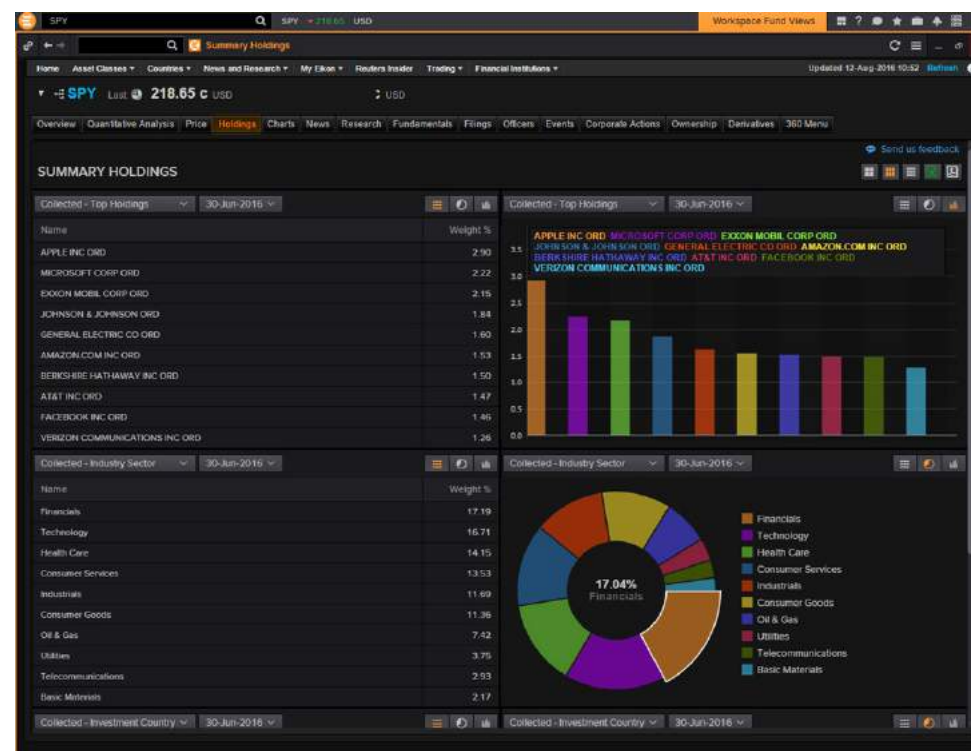 SPY
SPY 218.65 USD
Workspace Fund Views
?
Summary Holdings
Home Asset Classes Countries News and Research My Eikon Reuters Insider Trading Financial Institutions
Updated 12-Aug-2016 10:52 Refresh
SPY Last 218.65 c USD
USD
Overview Quantitative Analysis Price Holdings Charts News Research Fundamentals Filings Officers Events Corporate Actions Ownership Derivatives 360 Menu
Send us feedback
SUMMARY HOLDINGS
Collected - Top Holdings 30-Jun-2016
Name Weight %
APPLE INC ORD 2.90
MICROSOFT CORP ORD 2.22
EXXON MOBIL CORP ORD 2.15
JOHNSON & JOHNSON ORD 1.84
GENERAL ELECTRIC CO ORD 1.60
AMAZON.COM INC ORD 1.53
BERKSHIRE HATHAWAY INC ORD 1.50
AT&T INC ORD 1.47
FACEBOOK INC ORD 1.46
VERIZON COMMUNICATIONS INC ORD 1.26
Collected - Top Holdings 30-Jun-2016
APPLE INC ORD MICROSOFT CORP ORD EXXON MOBIL CORP ORD
JOHNSON & JOHNSON ORD GENERAL ELECTRIC CO ORD AMAZON.COM INC ORD
BERKSHIRE HATHAWAY INC ORD AT&T INC ORD FACEBOOK INC ORD
VERIZON COMMUNICATIONS INC ORD
3.5
3.0
2.5
2.0
1.5
1.0
0.5
0.0
Collected - Industry Sector 30-Jun-2016
Name Weight %
Financials 17.19
Technology 16.71
Health Care 14.15
Consumer Services 13.53
Industrials 11.69
Consumer Goods 11.36
Oil & Gas 7.42
Utilities 3.75
Telecommunications 2.93
Basic Materials 2.17
Collected - Industry Sector 30-Jun-2016
17.04%
Financials
Financials
Technology
Health Care
Consumer Services
Industrials
Consumer Goods
Oil & Gas
Utilities
Telecommunications
Basic Materials
Collected - Investment Country 30-Jun-2016
Collected - Investment Country 30-Jun-2016